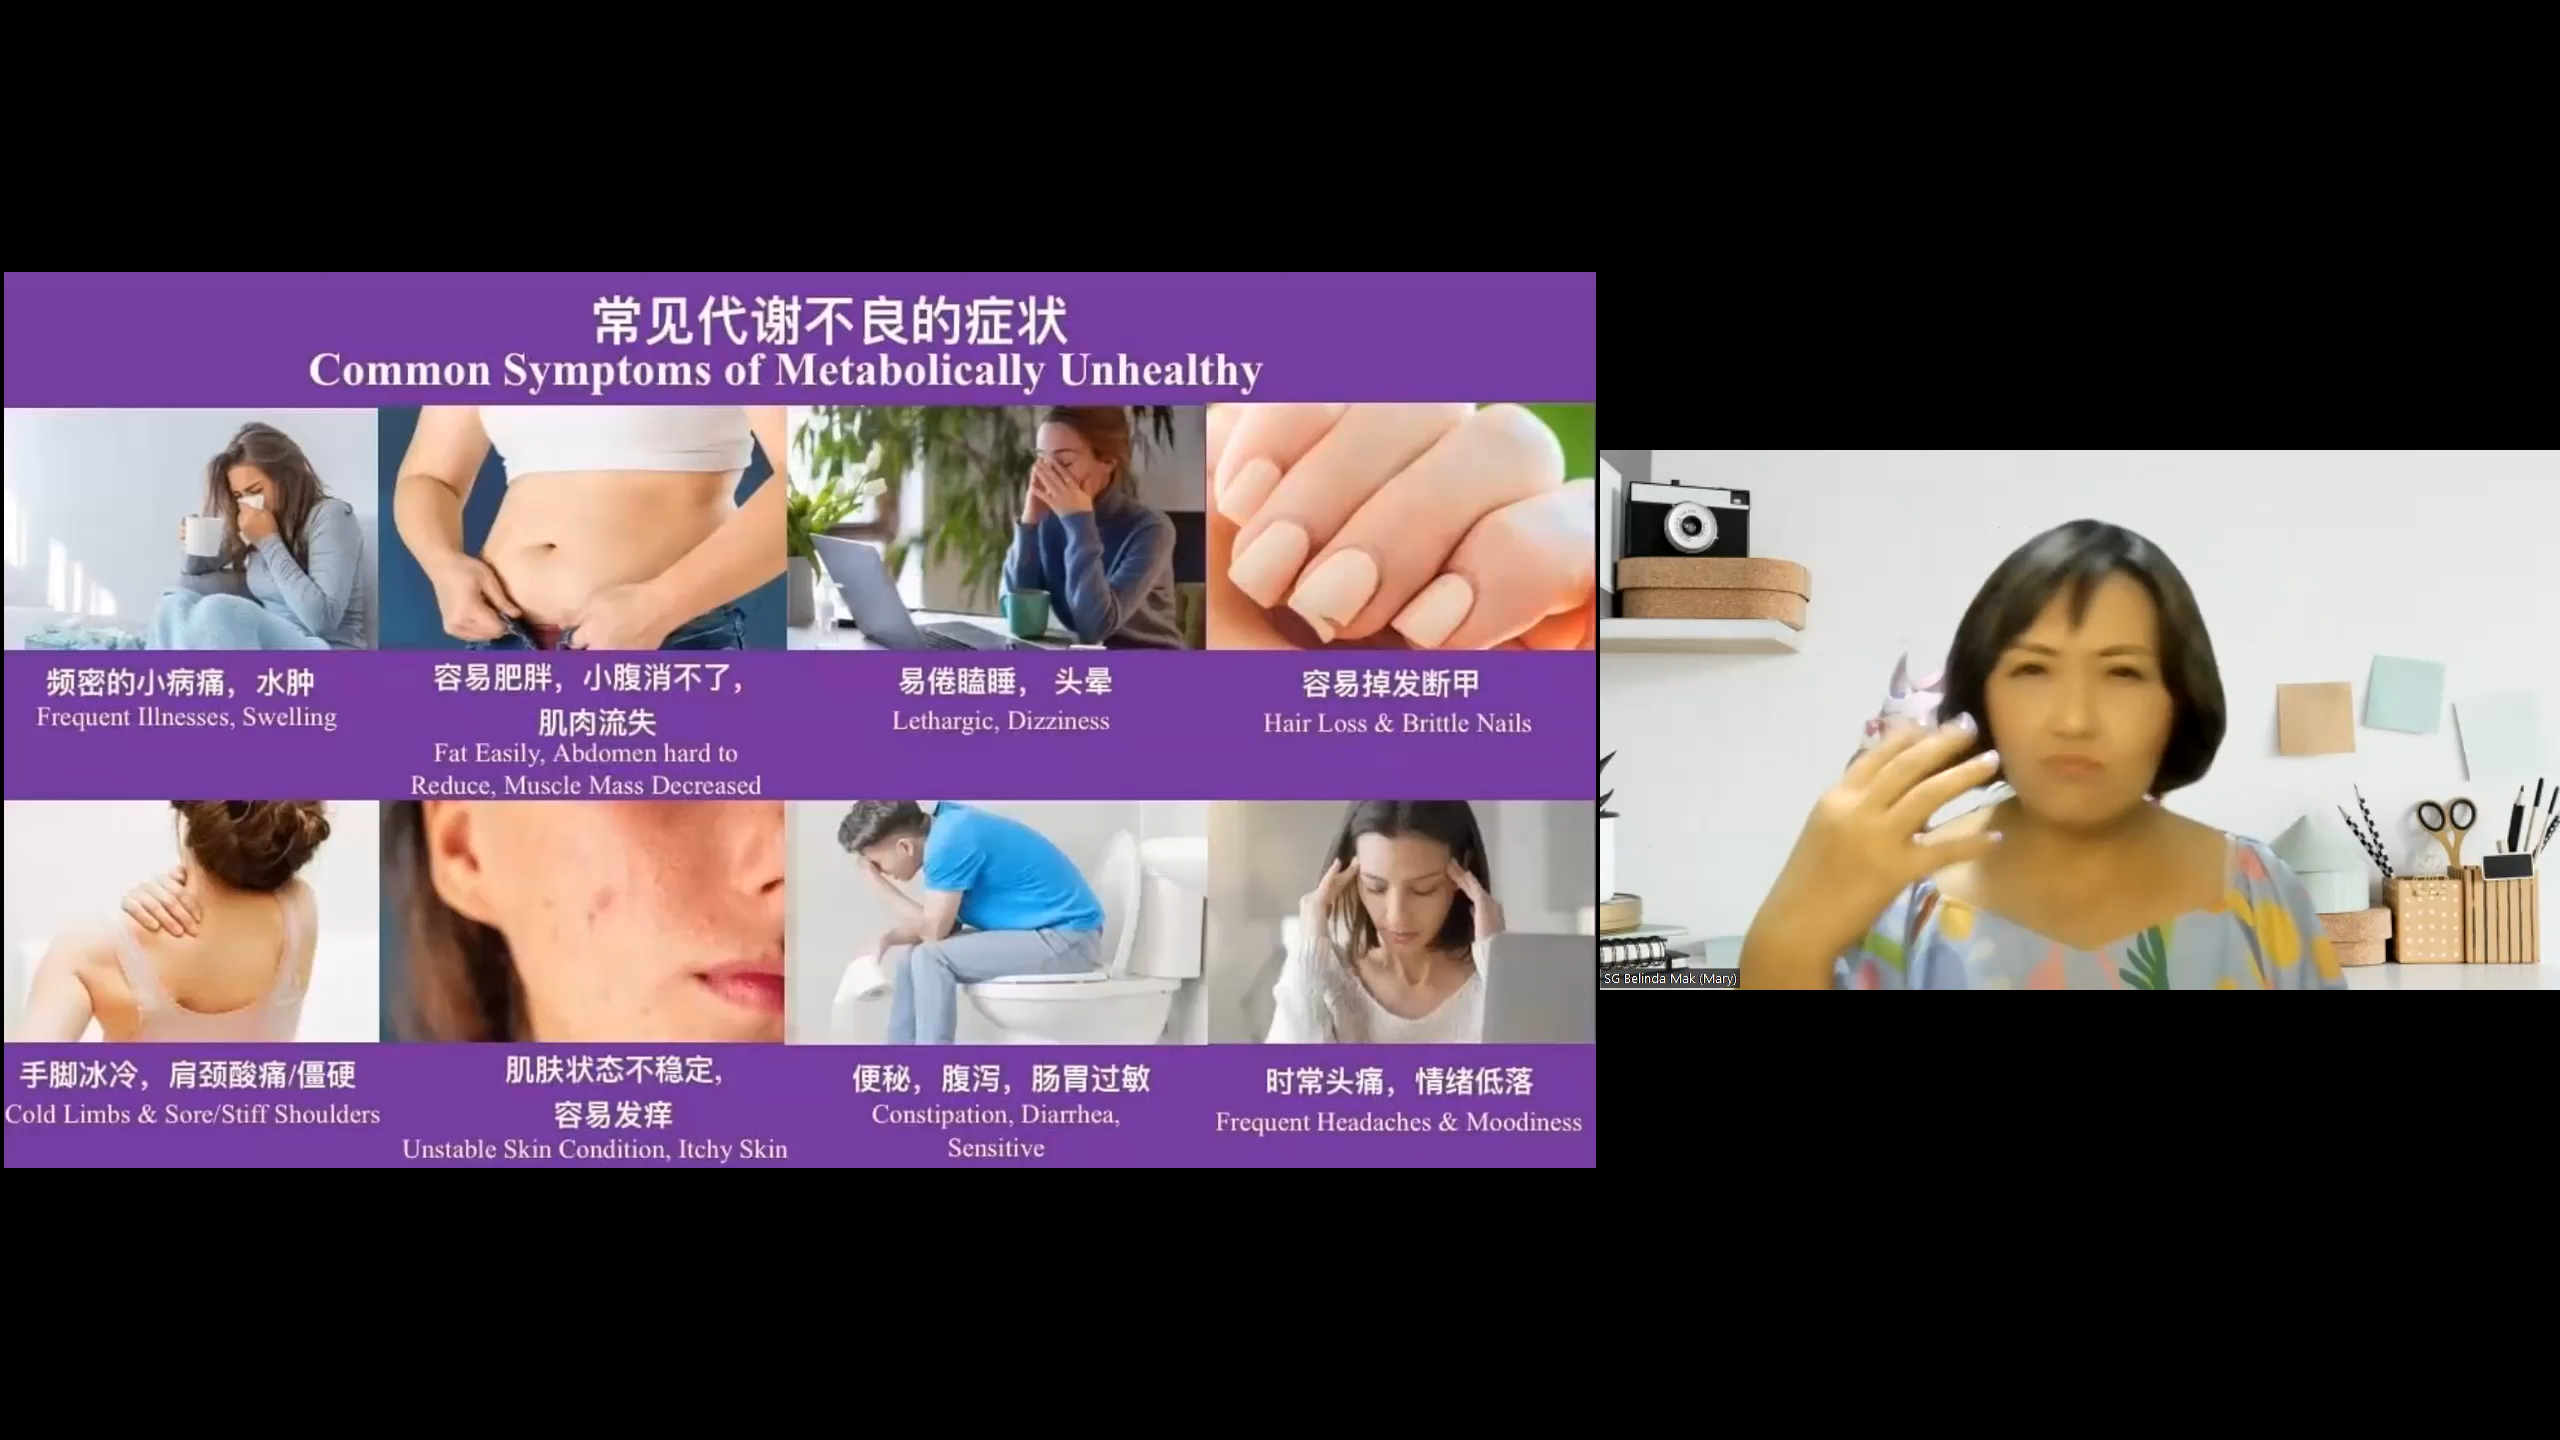 常见代谢不良的症状
Common Symptoms of Metabolically Unhealthy
频密的小病痛，水肿
Frequent Illnesses, Swelling
容易肥胖，小腹消不了，
肌肉流失
Fat Easily, Abdomen hard to
Reduce, Muscle Mass Decreased
易倦瞌睡， 头晕
Lethargic, Dizziness
容易掉发断甲
Hair Loss & Brittle Nails
手脚冰冷，肩颈酸痛/僵硬
Cold Limbs & Sore/Stiff Shoulders
肌肤状态不稳定,
容易发痒
Unstable Skin Condition, Itchy Skin
便秘，腹泻，肠胃过敏
Constipation, Diarrhea,
Sensitive
时常头痛，情绪低落
Frequent Headaches & Moodiness
SG Belinda Mak (Mary)